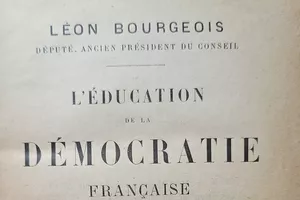 LÉON BOURGEOIS
DÉPUTÉ, ANCIEN PRÉSIDENT DU CONSEIL
L'ÉDUCATION
DE LA
DÉMOCRATIE
FRANÇAISE